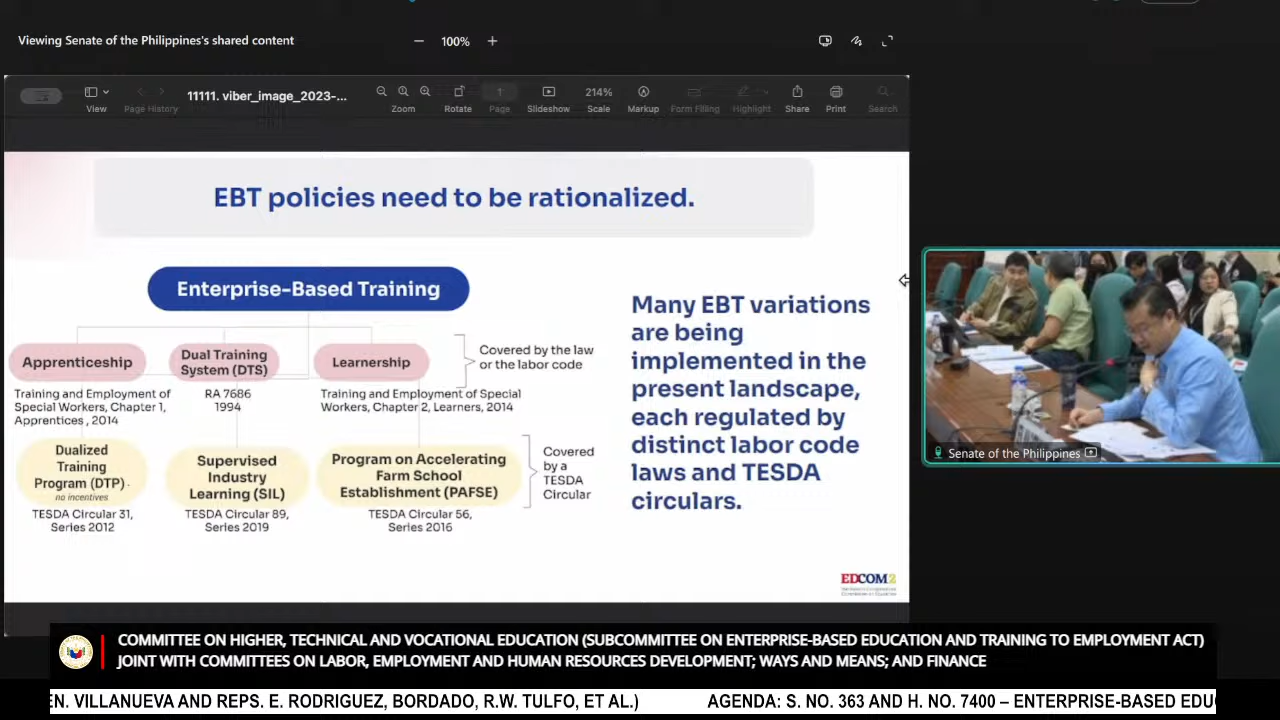 Viewing Senate of the Philippines's shared content
100%
11111. viber_image_2023-...
214%
View
Page History
Zoom
Rotate
Page
Slideshow
Scale
Markup
Form Filling
Highlight
Share
Print
Search
EBT policies need to be rationalized.
Enterprise-Based Training
Apprenticeship
Dual Training
System (DTS)
Learnership
Covered by the law
or the labor code
Training and Employment of
Special Workers, Chapter 1,
Apprentices , 2014
RA 7686
1994
Training and Employment of Special
Workers, Chapter 2, Learners, 2014
Dualized
Training
Program (DTP)
no incentives
Supervised
Industry
Learning (SIL)
Program on Accelerating
Farm School
Establishment (PAFSE)
Covered
by a
TESDA
Circular
TESDA Circular 31,
Series 2012
TESDA Circular 89,
Series 2019
TESDA Circular 56,
Series 2016
Many EBT variations
are being
implemented in the
present landscape,
each regulated by
distinct labor code
laws and TESDA
circulars.
EDCOM2
Senate of the Philippines
COMMITTEE ON HIGHER, TECHNICAL AND VOCATIONAL EDUCATION (SUBCOMMITTEE ON ENTERPRISE-BASED EDUCATION AND TRAINING TO EMPLOYMENT ACT)
JOINT WITH COMMITTEES ON LABOR, EMPLOYMENT AND HUMAN RESOURCES DEVELOPMENT; WAYS AND MEANS; AND FINANCE
EN. VILLANUEVA AND REPS. E. RODRIGUEZ, BORDADO, R.W. TULFO, ET AL.) AGENDA: S. NO. 363 AND H. NO. 7400 – ENTERPRISE-BASED EDU